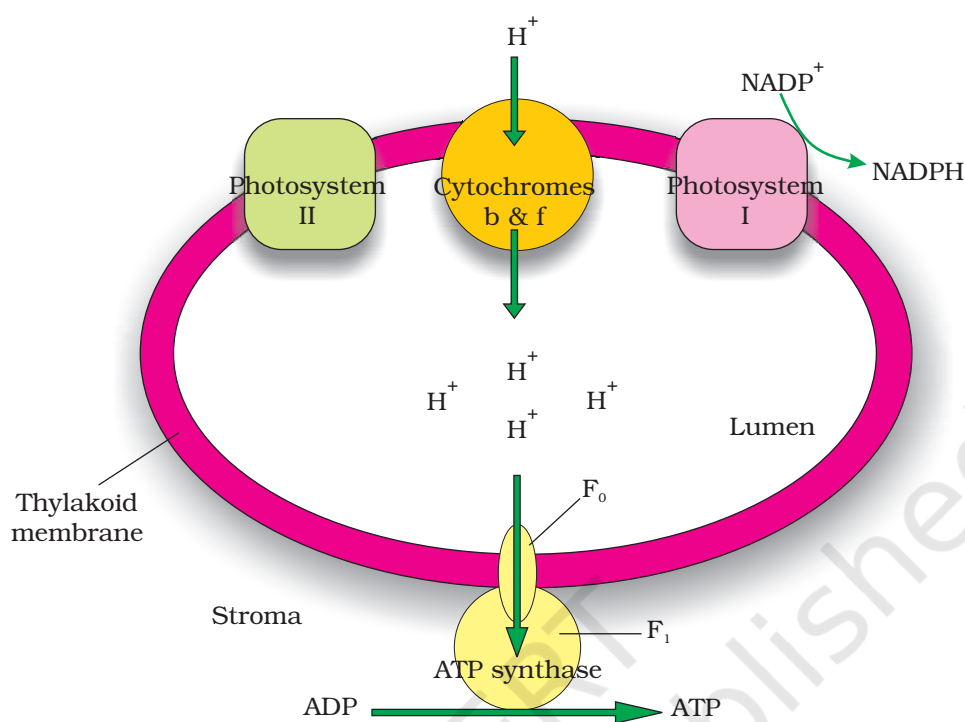 H+
NADP+
NADPH
Photosystem
II
Cytochromes
b & f
Photosystem
I
H+
H+
H+
H+
Lumen
Thylakoid
membrane
F0
Stroma
F1
ATP synthase
ADP
ATP